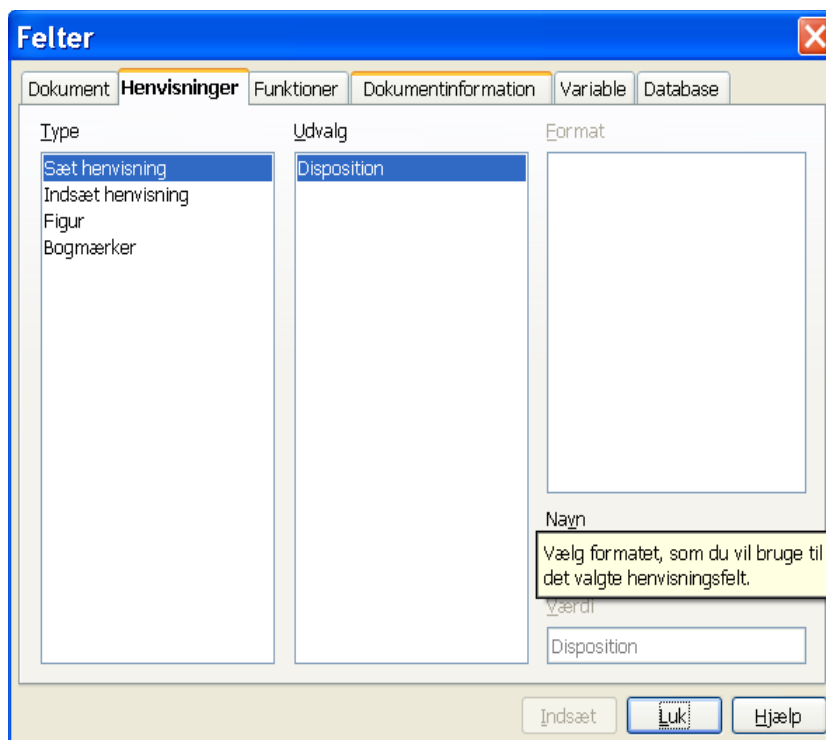 Felter
Dokument Henvisninger Funktioner Dokumentinformation Variable Database
Type Udvalg Format
Sæt henvisning Disposition
Indsæt henvisning
Figur
Bogmærker
Navn
Vælg formatet, som du vil bruge til
det valgte henvisningsfelt.
Værdi
Disposition
Indsæt Luk Hjælp